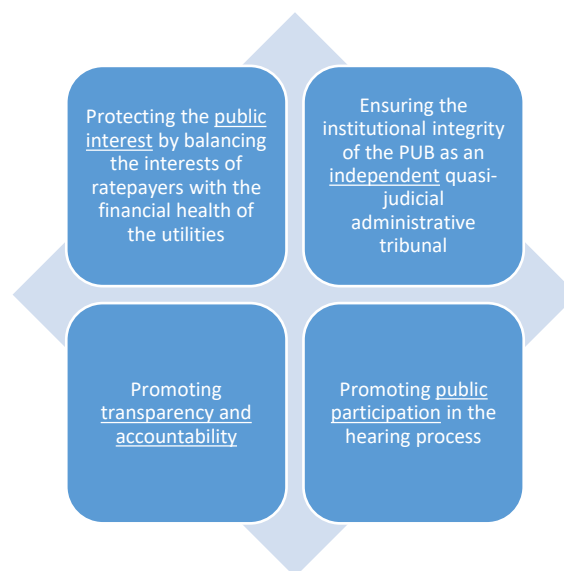 Protecting the public
interest by balancing
the interests of
ratepayers with the
financial health of
the utilities
Ensuring the
institutional integrity
of the PUB as an
independent quasi-
judicial
administrative
tribunal
Promoting
transparency and
accountability
Promoting public
participation in the
hearing process